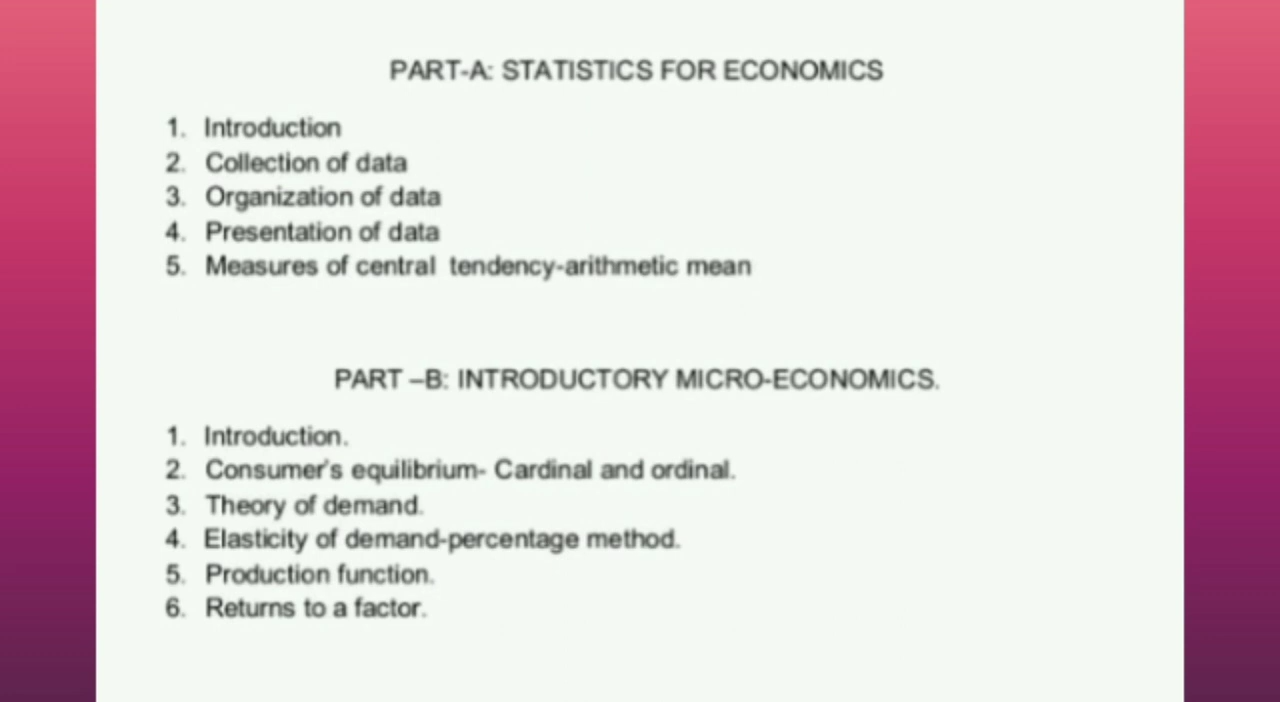 PART-A: STATISTICS FOR ECONOMICS
1. Introduction
2. Collection of data
3. Organization of data
4. Presentation of data
5. Measures of central tendency-arithmetic mean
PART –B: INTRODUCTORY MICRO-ECONOMICS.
1. Introduction.
2. Consumer's equilibrium- Cardinal and ordinal.
3. Theory of demand.
4. Elasticity of demand-percentage method.
5. Production function.
6. Returns to a factor.